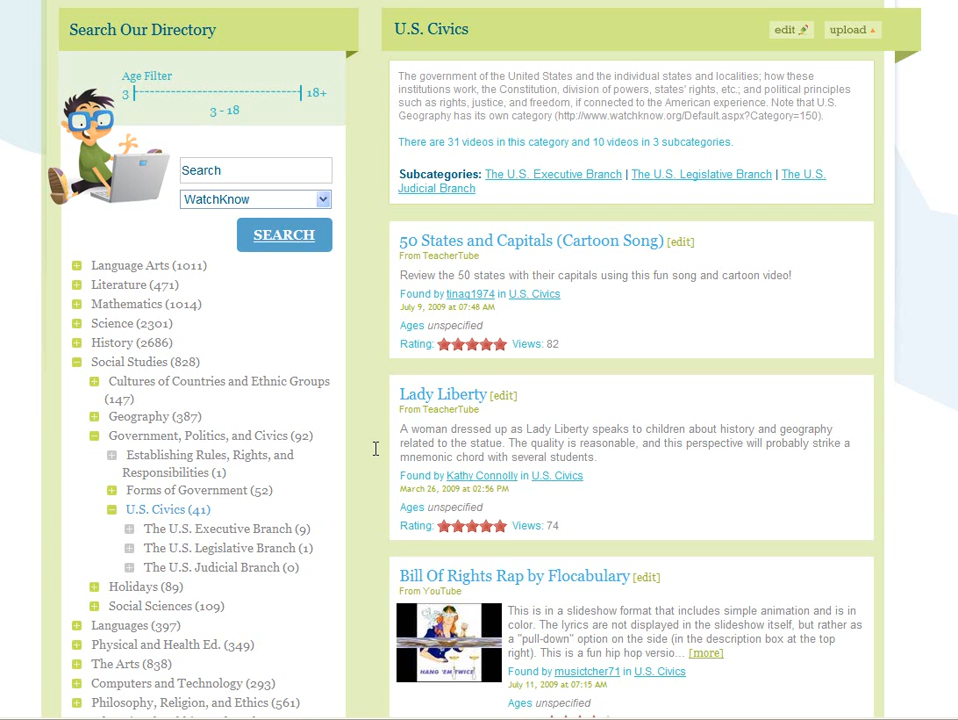 Search Our Directory
Age Filter
3
18+
3 - 18
Search
WatchKnow
SEARCH
Language Arts (1011)
Literature (471)
Mathematics (1014)
Science (2301)
History (2686)
Social Studies (828)
Cultures of Countries and Ethnic Groups
(147)
Geography (387)
Government, Politics, and Civics (92)
Establishing Rules, Rights, and
Responsibilities (1)
Forms of Government (52)
U.S. Civics (41)
The U.S. Executive Branch (9)
The U.S. Legislative Branch (1)
The U.S. Judicial Branch (0)
Holidays (89)
Social Sciences (109)
Languages (397)
Physical and Health Ed. (349)
The Arts (838)
Computers and Technology (293)
Philosophy, Religion, and Ethics (561)
U.S. Civics
edit
upload
The government of the United States and the individual states and localities; how these
institutions work, the Constitution, division of powers, states' rights, etc.; and political principles
such as rights, justice, and freedom, if connected to the American experience. Note that U.S.
Geography has its own category (http://www.watchknow.org/Default.aspx?Category=150).
There are 31 videos in this category and 10 videos in 3 subcategories.
Subcategories: The U.S. Executive Branch | The U.S. Legislative Branch | The U.S.
Judicial Branch
50 States and Capitals (Cartoon Song) [edit]
From TeacherTube
Review the 50 states with their capitals using this fun song and cartoon video!
Found by tinag1974 in U.S. Civics
July 9, 2009 at 07:48 AM
Ages unspecified
Rating: Views: 82
Lady Liberty [edit]
From TeacherTube
A woman dressed up as Lady Liberty speaks to children about history and geography
related to the statue. The quality is reasonable, and this perspective will probably strike a
mnemonic chord with several students.
Found by Kathy Connolly in U.S. Civics
March 26, 2009 at 02:56 PM
Ages unspecified
Rating: Views: 74
Bill Of Rights Rap by Flocabulary [edit]
From YouTube
This is in a slideshow format that includes simple animation and is in
color. The lyrics are not displayed in the slideshow itself, but rather as
a "pull-down" option on the side (in the description box at the top
right). This is a fun hip hop versio... [more]
HANG 'EM TWICE
Found by musictcher71 in U.S. Civics
July 11, 2009 at 07:15 AM
Ages unspecified